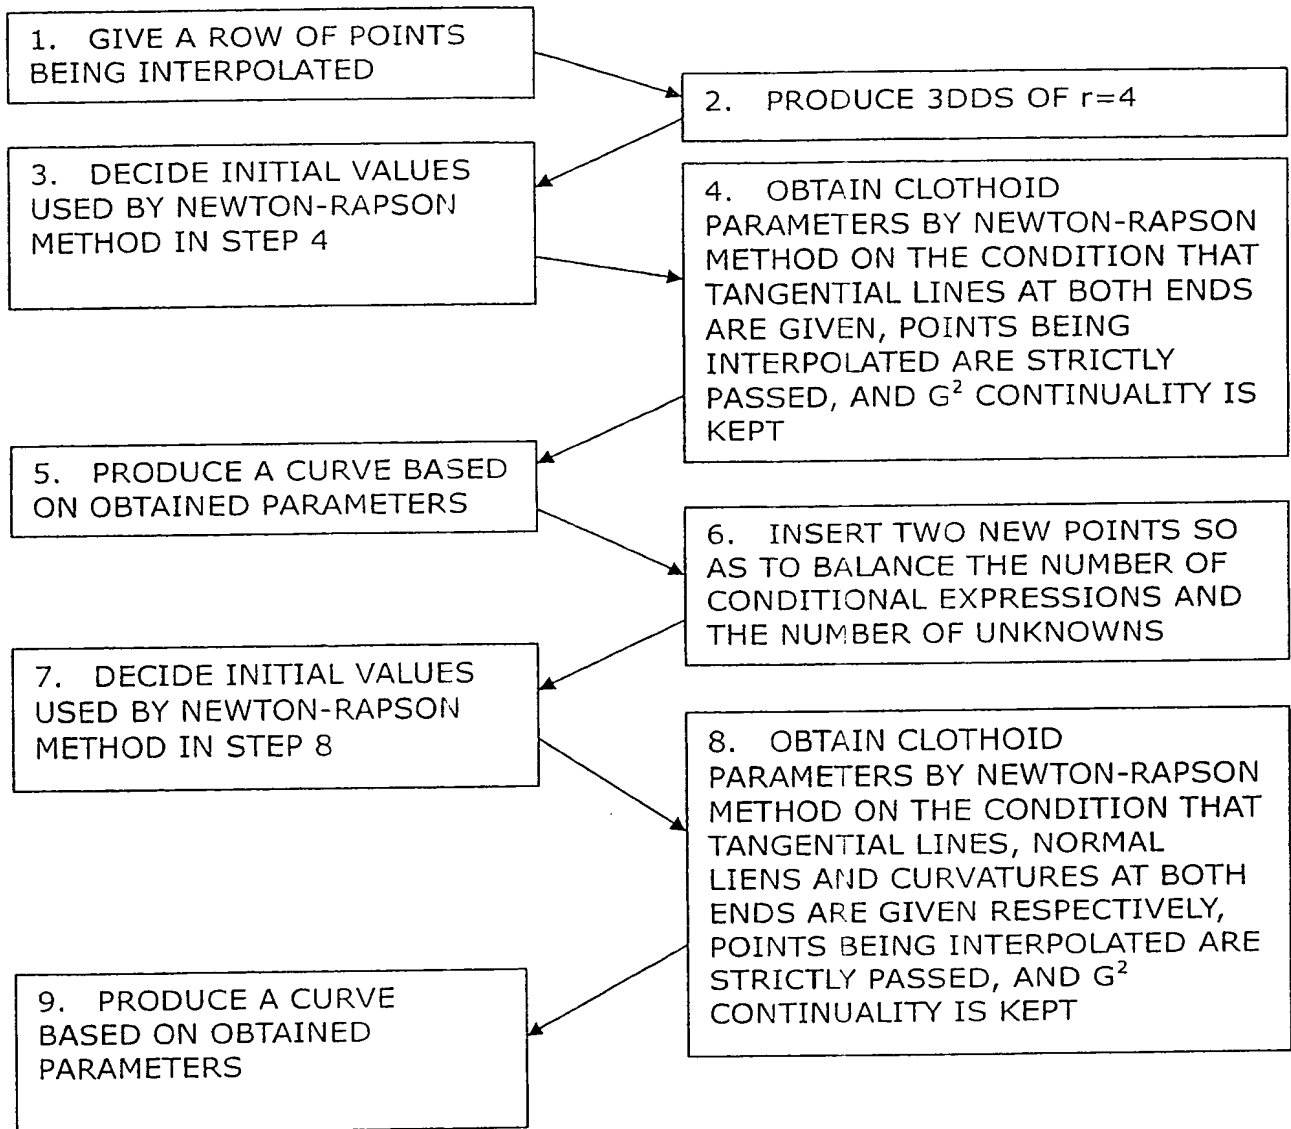 1. GIVE A ROW OF POINTS
BEING INTERPOLATED
2. PRODUCE 3DDS OF r=4
3. DECIDE INITIAL VALUES
USED BY NEWTON-RAPSON
METHOD IN STEP 4
4. OBTAIN CLOTHOID
PARAMETERS BY NEWTON-RAPSON
METHOD ON THE CONDITION THAT
TANGENTIAL LINES AT BOTH ENDS
ARE GIVEN, POINTS BEING
INTERPOLATED ARE STRICTLY
PASSED, AND G² CONTINUALITY IS
KEPT
5. PRODUCE A CURVE BASED
ON OBTAINED PARAMETERS
6. INSERT TWO NEW POINTS SO
AS TO BALANCE THE NUMBER OF
CONDITIONAL EXPRESSIONS AND
THE NUMBER OF UNKNOWNS
7. DECIDE INITIAL VALUES
USED BY NEWTON-RAPSON
METHOD IN STEP 8
8. OBTAIN CLOTHOID
PARAMETERS BY NEWTON-RAPSON
METHOD ON THE CONDITION THAT
TANGENTIAL LINES, NORMAL
LIENS AND CURVATURES AT BOTH
ENDS ARE GIVEN RESPECTIVELY,
POINTS BEING INTERPOLATED ARE
STRICTLY PASSED, AND G²
CONTINUALITY IS KEPT
9. PRODUCE A CURVE
BASED ON OBTAINED
PARAMETERS